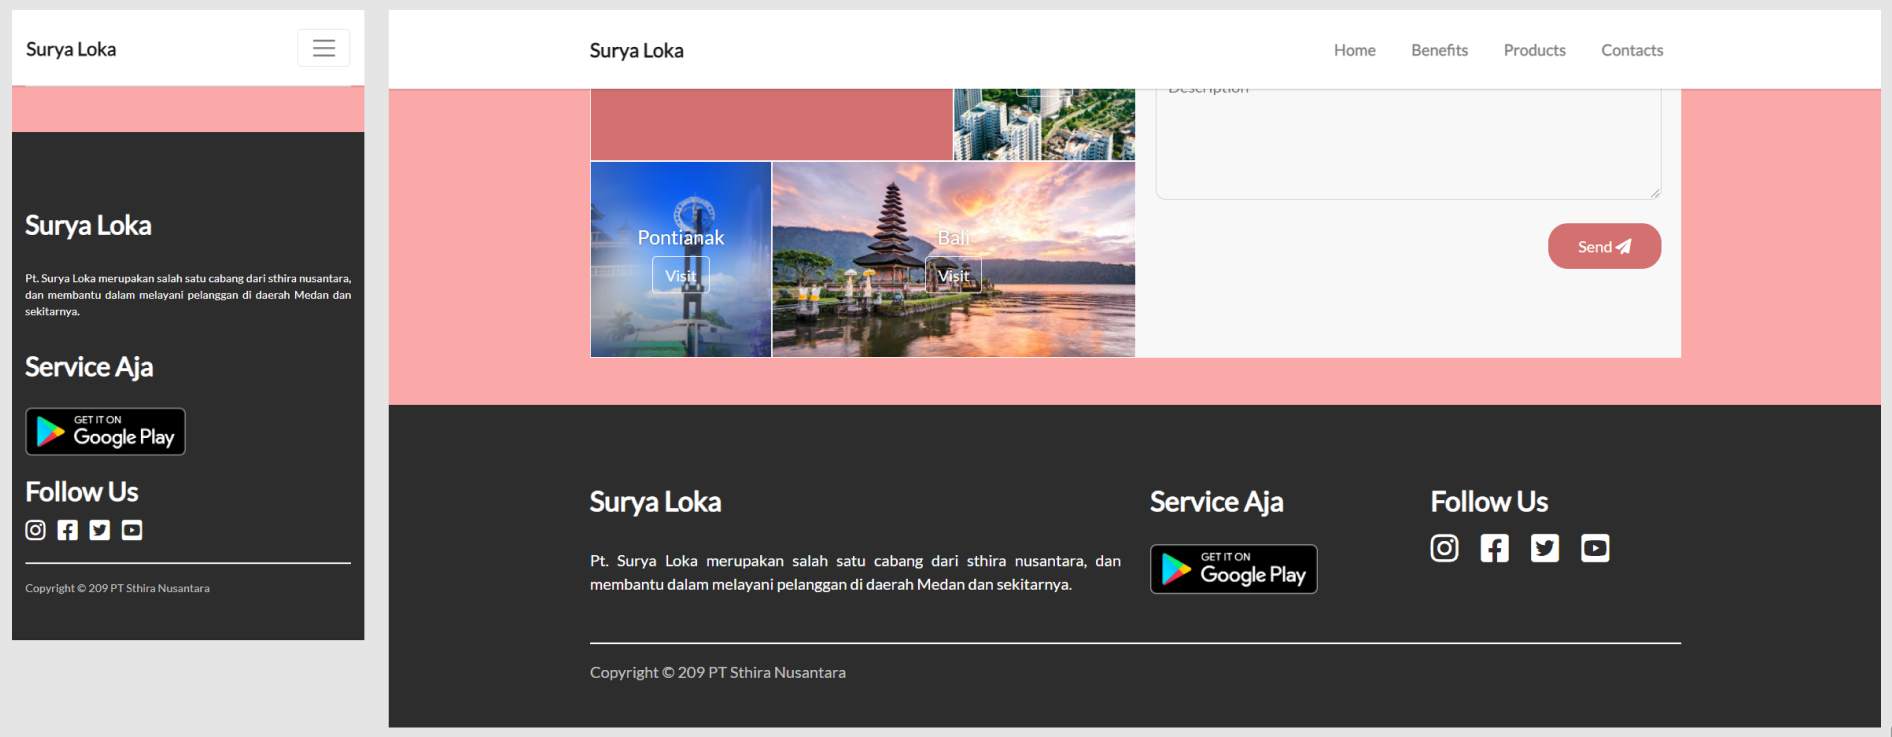 Surya Loka
Surya Loka
Pt. Surya Loka merupakan salah satu cabang dari sthira nusantara,
dan membantu dalam melayani pelanggan di daerah Medan dan
sekitarnya.
Service Aja
GET IT ON
Google Play
Follow Us
Copyright © 209 PT Sthira Nusantara
Surya Loka
Home
Benefits
Products
Contacts
Description
Pontianak
Visit
Bali
Visit
Send
Surya Loka
Pt. Surya Loka merupakan salah satu cabang dari sthira nusantara, dan
membantu dalam melayani pelanggan di daerah Medan dan sekitarnya.
Service Aja
GET IT ON
Google Play
Follow Us
Copyright © 209 PT Sthira Nusantara